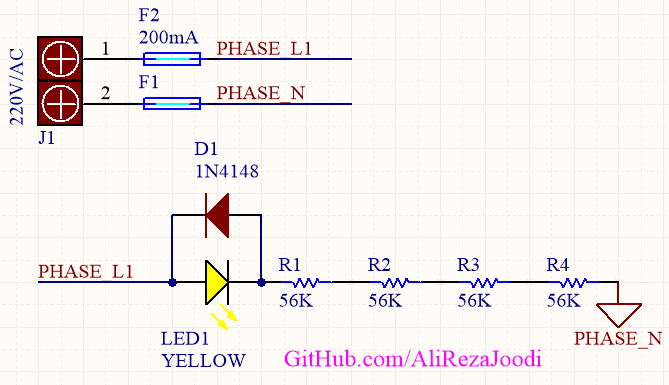 F2
200mA
1
PHASE_L1
220V/AC
F1
2
PHASE_N
J1
D1
1N4148
PHASE_L1
R1
R2
R3
R4
56K
56K
56K
56K
LED1
YELLOW
PHASE_N
GitHub.com/AliRezaJoodi